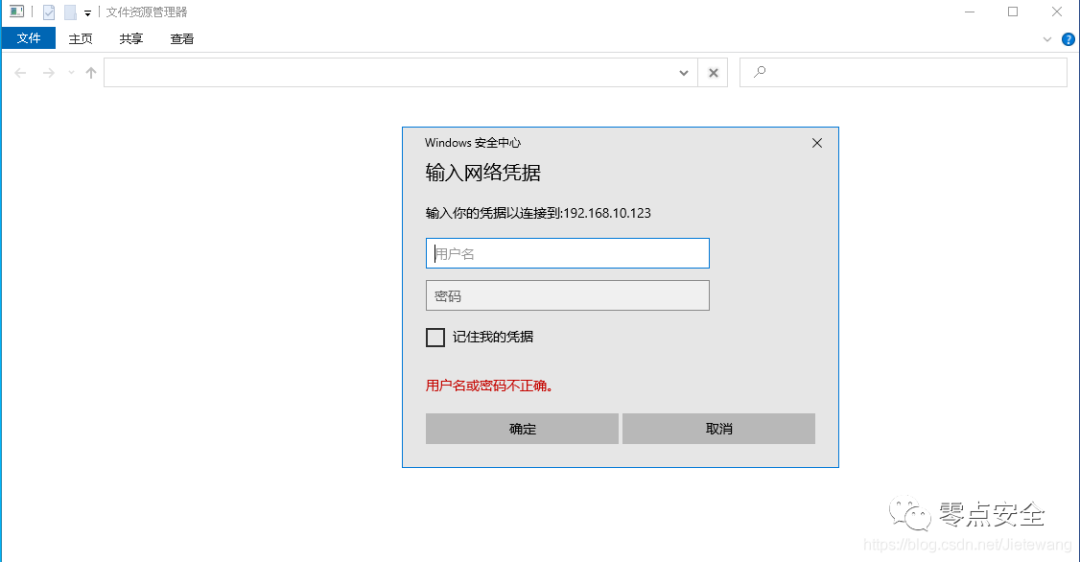 文件资源管理器
文件 主页 共享 查看
Windows 安全中心
输入网络凭据
输入你的凭据以连接到:192.168.10.123
用户名
密码
记住我的凭据
用户名或密码不正确。
确定 取消
零点安全
https://blog.csdn.net/Jietewang